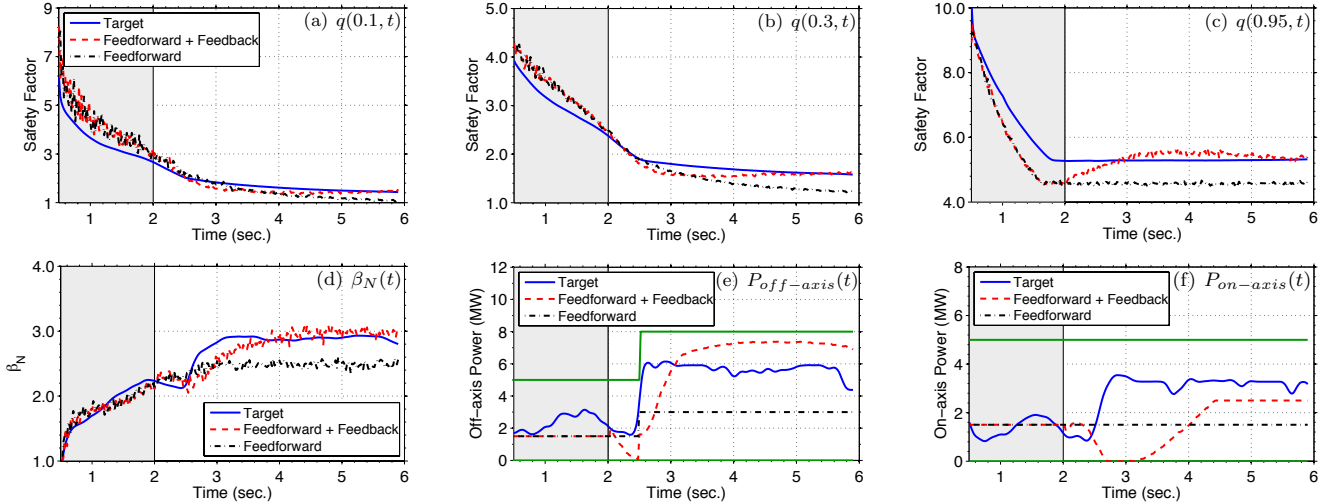 (a) q(0.1, t)
Target
Feedforward + Feedback
Feedforward
Safety Factor
9
7
5
3
1
1 2 3 4 5 6
Time (sec.)
(b) q(0.3, t)
Safety Factor
5.0
4.0
3.0
2.0
1.0
1 2 3 4 5 6
Time (sec.)
(c) q(0.95, t)
Safety Factor
10.0
8.0
6.0
4.0
1 2 3 4 5 6
Time (sec.)
(d) β_N(t)
Target
Feedforward + Feedback
Feedforward
β_N
4.0
3.0
2.0
1.0
1 2 3 4 5 6
Time (sec.)
(e) P_{off−axis}(t)
Target
Feedforward + Feedback
Feedforward
Off−axis Power (MW)
12
10
8
6
4
2
0
1 2 3 4 5 6
Time (sec.)
(f) P_{on−axis}(t)
Target
Feedforward + Feedback
Feedforward
On−axis Power (MW)
8
6
4
2
0
1 2 3 4 5 6
Time (sec.)